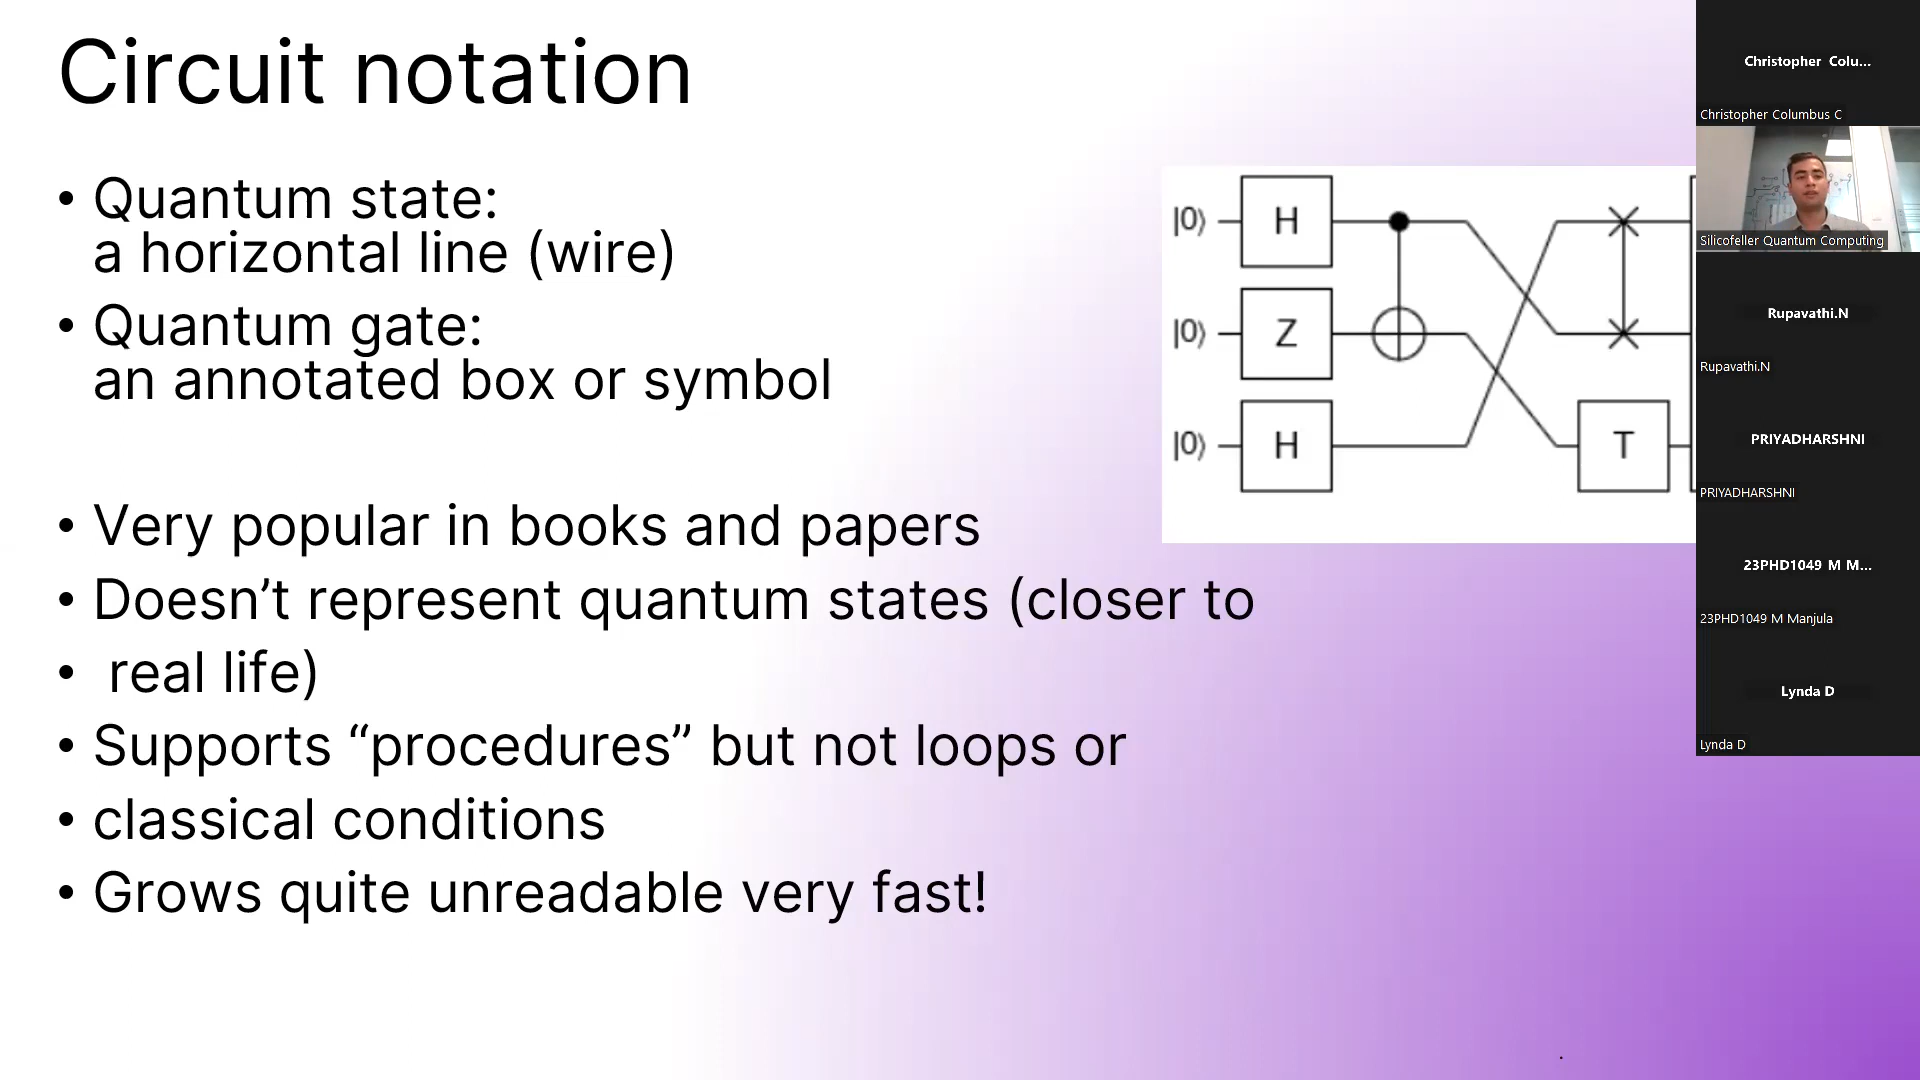 Circuit notation
• Quantum state:
a horizontal line (wire)
• Quantum gate:
an annotated box or symbol
• Very popular in books and papers
• Doesn’t represent quantum states (closer to
• real life)
• Supports “procedures” but not loops or
• classical conditions
• Grows quite unreadable very fast!
|0⟩ H
|0⟩ Z
|0⟩ H T
Christopher Colu...
Christopher Columbus C
Silicofeller Quantum Computing
Rupavathi.N
Rupavathi.N
PRIYADHARSHNI
PRIYADHARSHNI
23PHD1049 M M...
23PHD1049 M Manjula
Lynda D
Lynda D